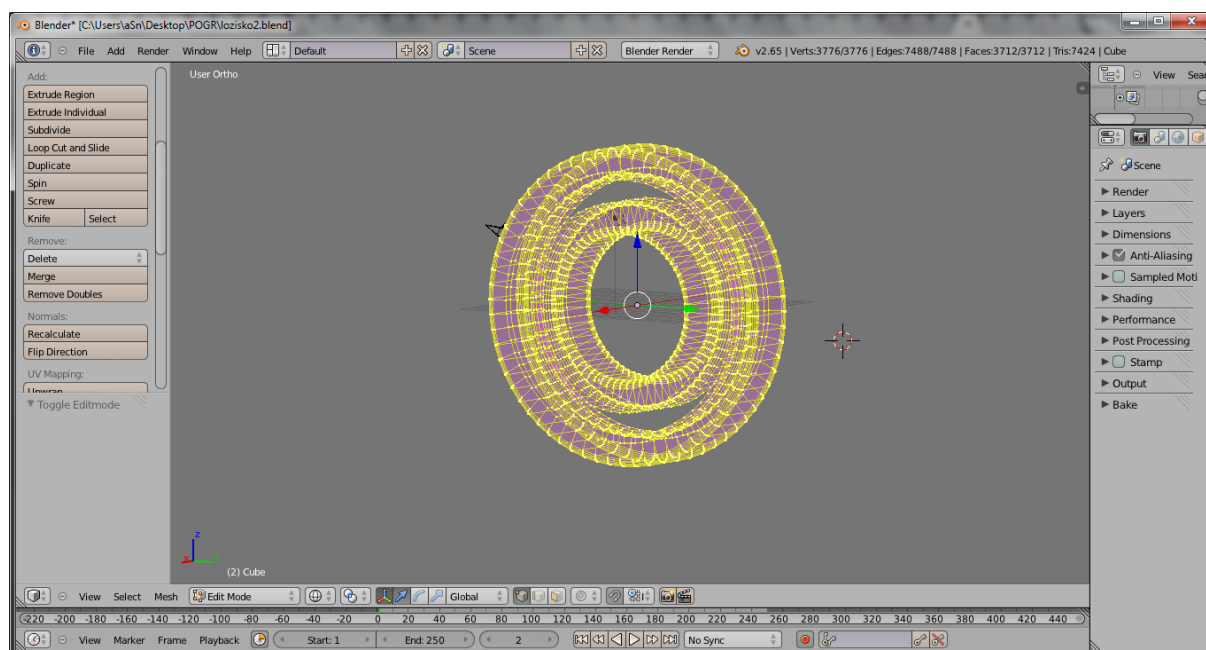 Blender* [C:\Users\aSn\Desktop\POGR\lozisko2.blend]
File Add Render Window Help Default Scene Blender Render v2.65 | Verts:3776/3776 | Edges:7488/7488 | Faces:3712/3712 | Tris:7424 | Cube
Add:
Extrude Region
Extrude Individual
Subdivide
Loop Cut and Slide
Duplicate
Spin
Screw
Knife Select
Remove:
Delete
Merge
Remove Doubles
Normals:
Recalculate
Flip Direction
UV Mapping:
Unwrap
Toggle Editmode
User Ortho
z
(2) Cube
View Sear
Scene
Render
Layers
Dimensions
Anti-Aliasing
Sampled Moti
Shading
Performance
Post Processing
Stamp
Output
Bake
View Select Mesh Edit Mode Global
-220 -200 -180 -160 -140 -120 -100 -80 -60 -40 -20 0 20 40 60 80 100 120 140 160 180 200 220 240 260 280 300 320 340 360 380 400 420 440
View Marker Frame Playback Start: 1 End: 250 2 No Sync